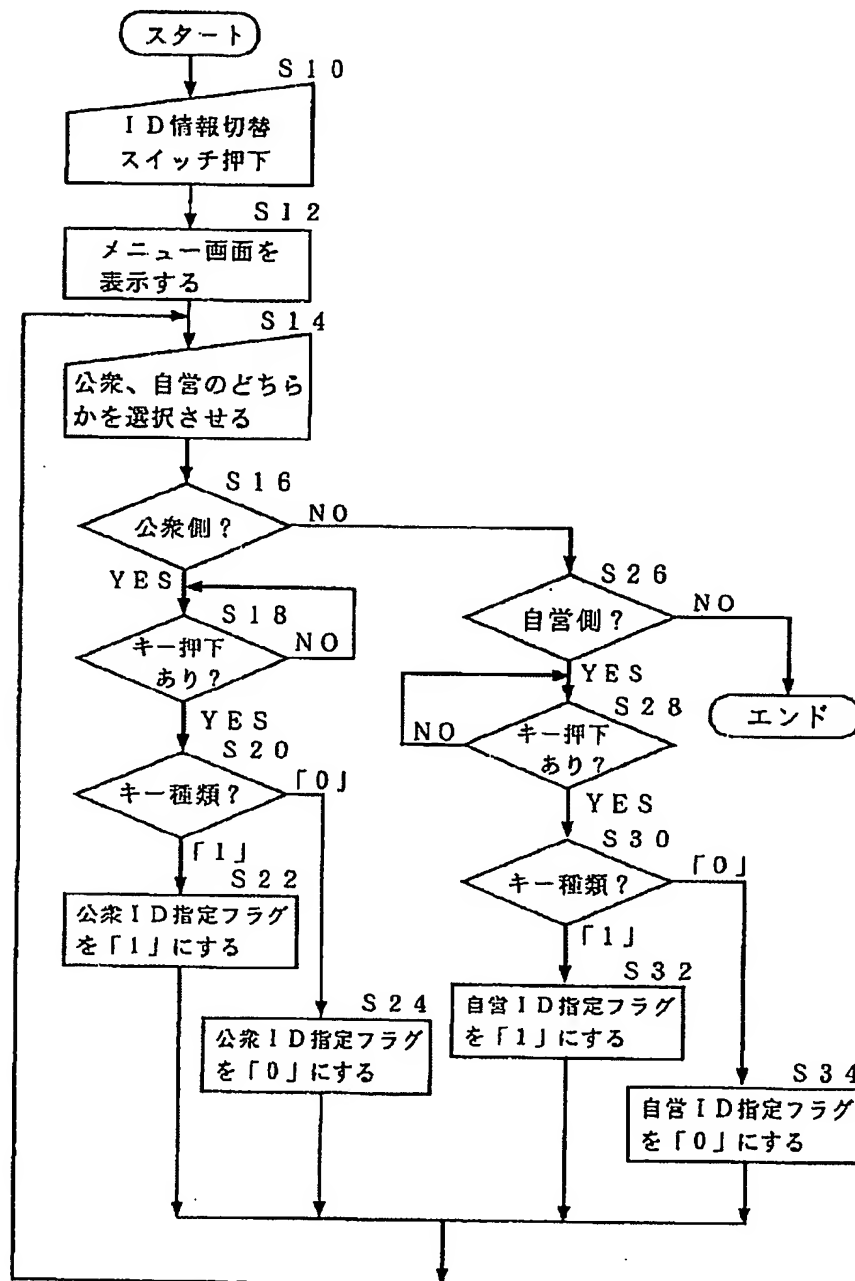 スタート
S10
ID情報切替
スイッチ押下
S12
メニュー画面を
表示する
S14
公衆、自営のどちら
かを選択させる
S16
公衆側？
NO
YES
S18
キー押下
あり？
NO
YES
S20
キー種類？
「0」
「1」
S22
公衆ID指定フラグ
を「1」にする
S24
公衆ID指定フラグ
を「0」にする
S26
自営側？
NO
YES
エンド
S28
キー押下
あり？
NO
YES
S30
キー種類？
「0」
「1」
S32
自営ID指定フラグ
を「1」にする
S34
自営ID指定フラグ
を「0」にする